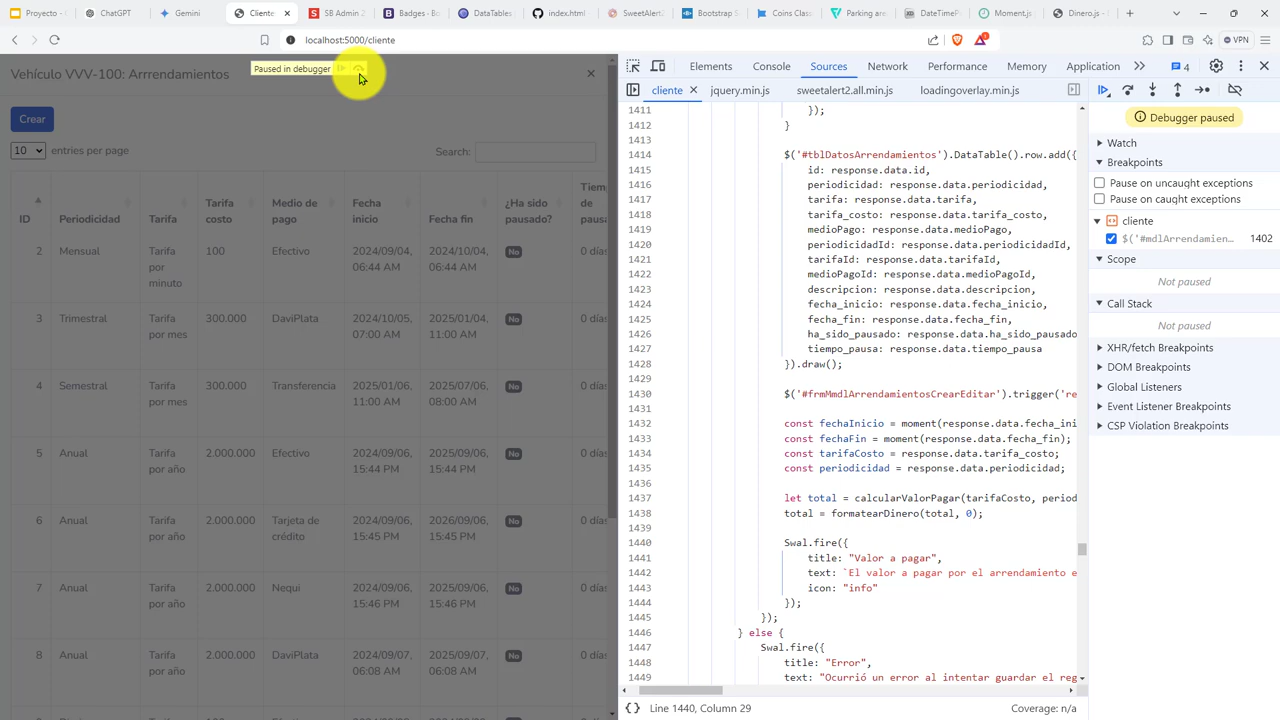 Proyecto - C
ChatGPT
Gemini
Cliente
SB Admin 2
Badges - Bo
DataTables
index.html
SweetAlert2
Bootstrap S
Coins Class
Parking are
DateTimePi
Moment.js
Dinero.js -
localhost:5000/cliente
VPN
Vehículo VVV-100: Arrrendamientos
Paused in debugger
Crear
10 entries per page
Search:
ID
Periodicidad
Tarifa
Tarifa costo
Medio de pago
Fecha inicio
Fecha fin
¿Ha sido pausado?
Tiem de pausa
2 Mensual Tarifa por minuto 100 Efectivo 2024/09/04, 06:44 AM 2024/10/04, 06:44 AM No 0 días
3 Trimestral Tarifa por mes 300.000 DaviPlata 2024/10/05, 07:00 AM 2025/01/04, 11:00 AM No 0 días
4 Semestral Tarifa por mes 300.000 Transferencia 2025/01/06, 11:00 AM 2025/07/06, 08:00 AM No 0 días
5 Anual Tarifa por año 2.000.000 Efectivo 2024/09/06, 15:44 PM 2025/09/06, 15:44 PM No 0 días
6 Anual Tarifa por año 2.000.000 Tarjeta de crédito 2024/09/06, 15:45 PM 2026/09/06, 15:45 PM No 0 días
7 Anual Tarifa por año 2.000.000 Nequi 2024/09/06, 15:46 PM 2025/09/06, 15:46 PM No 0 días
8 Anual Tarifa por año 2.000.000 DaviPlata 2024/09/07, 06:08 AM 2025/09/07, 06:08 AM No 0 días
Elements
Console
Sources
Network
Performance
Memory
Application
4
cliente
jquery.min.js
sweetalert2.all.min.js
loadingoverlay.min.js
1411 });
1412 }
1413
1414 $('#tblDatosArrendamientos').DataTable().row.add({
1415 id: response.data.id,
1416 periodicidad: response.data.periodicidad,
1417 tarifa: response.data.tarifa,
1418 tarifa_costo: response.data.tarifa_costo,
1419 medioPago: response.data.medioPago,
1420 periodicidadId: response.data.periodicidadId,
1421 tarifaId: response.data.tarifaId,
1422 medioPagoId: response.data.medioPagoId,
1423 descripcion: response.data.descripcion,
1424 fecha_inicio: response.data.fecha_inicio,
1425 fecha_fin: response.data.fecha_fin,
1426 ha_sido_pausado: response.data.ha_sido_pausado
1427 tiempo_pausa: response.data.tiempo_pausa
1428 }).draw();
1429
1430 $('#frmMmdlArrendamientosCrearEditar').trigger('re
1431
1432 const fechaInicio = moment(response.data.fecha_ini
1433 const fechaFin = moment(response.data.fecha_fin);
1434 const tarifaCosto = response.data.tarifa_costo;
1435 const periodicidad = response.data.periodicidad;
1436
1437 let total = calcularValorPagar(tarifaCosto, period
1438 total = formatearDinero(total, 0);
1439
1440 Swal.fire({
1441 title: "Valor a pagar",
1442 text: `El valor a pagar por el arrendamiento e
1443 icon: "info"
1444 });
1445 });
1446 } else {
1447 Swal.fire({
1448 title: "Error",
1449 text: "Ocurrió un error al intentar guardar el reg
{} Line 1440, Column 29
Coverage: n/a
Debugger paused
Watch
Breakpoints
Pause on uncaught exceptions
Pause on caught exceptions
cliente
$('#mdlArrendamien… 1402
Scope
Not paused
Call Stack
Not paused
XHR/fetch Breakpoints
DOM Breakpoints
Global Listeners
Event Listener Breakpoints
CSP Violation Breakpoints